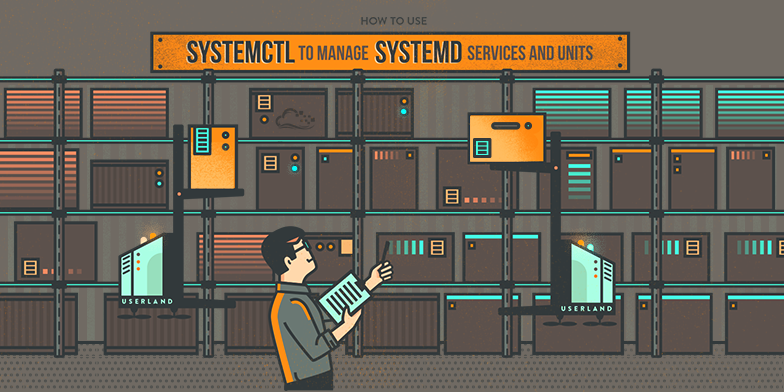 HOW TO USE
SYSTEMCTL TO MANAGE SYSTEMD SERVICES AND UNITS
USERLAND
USERLAND